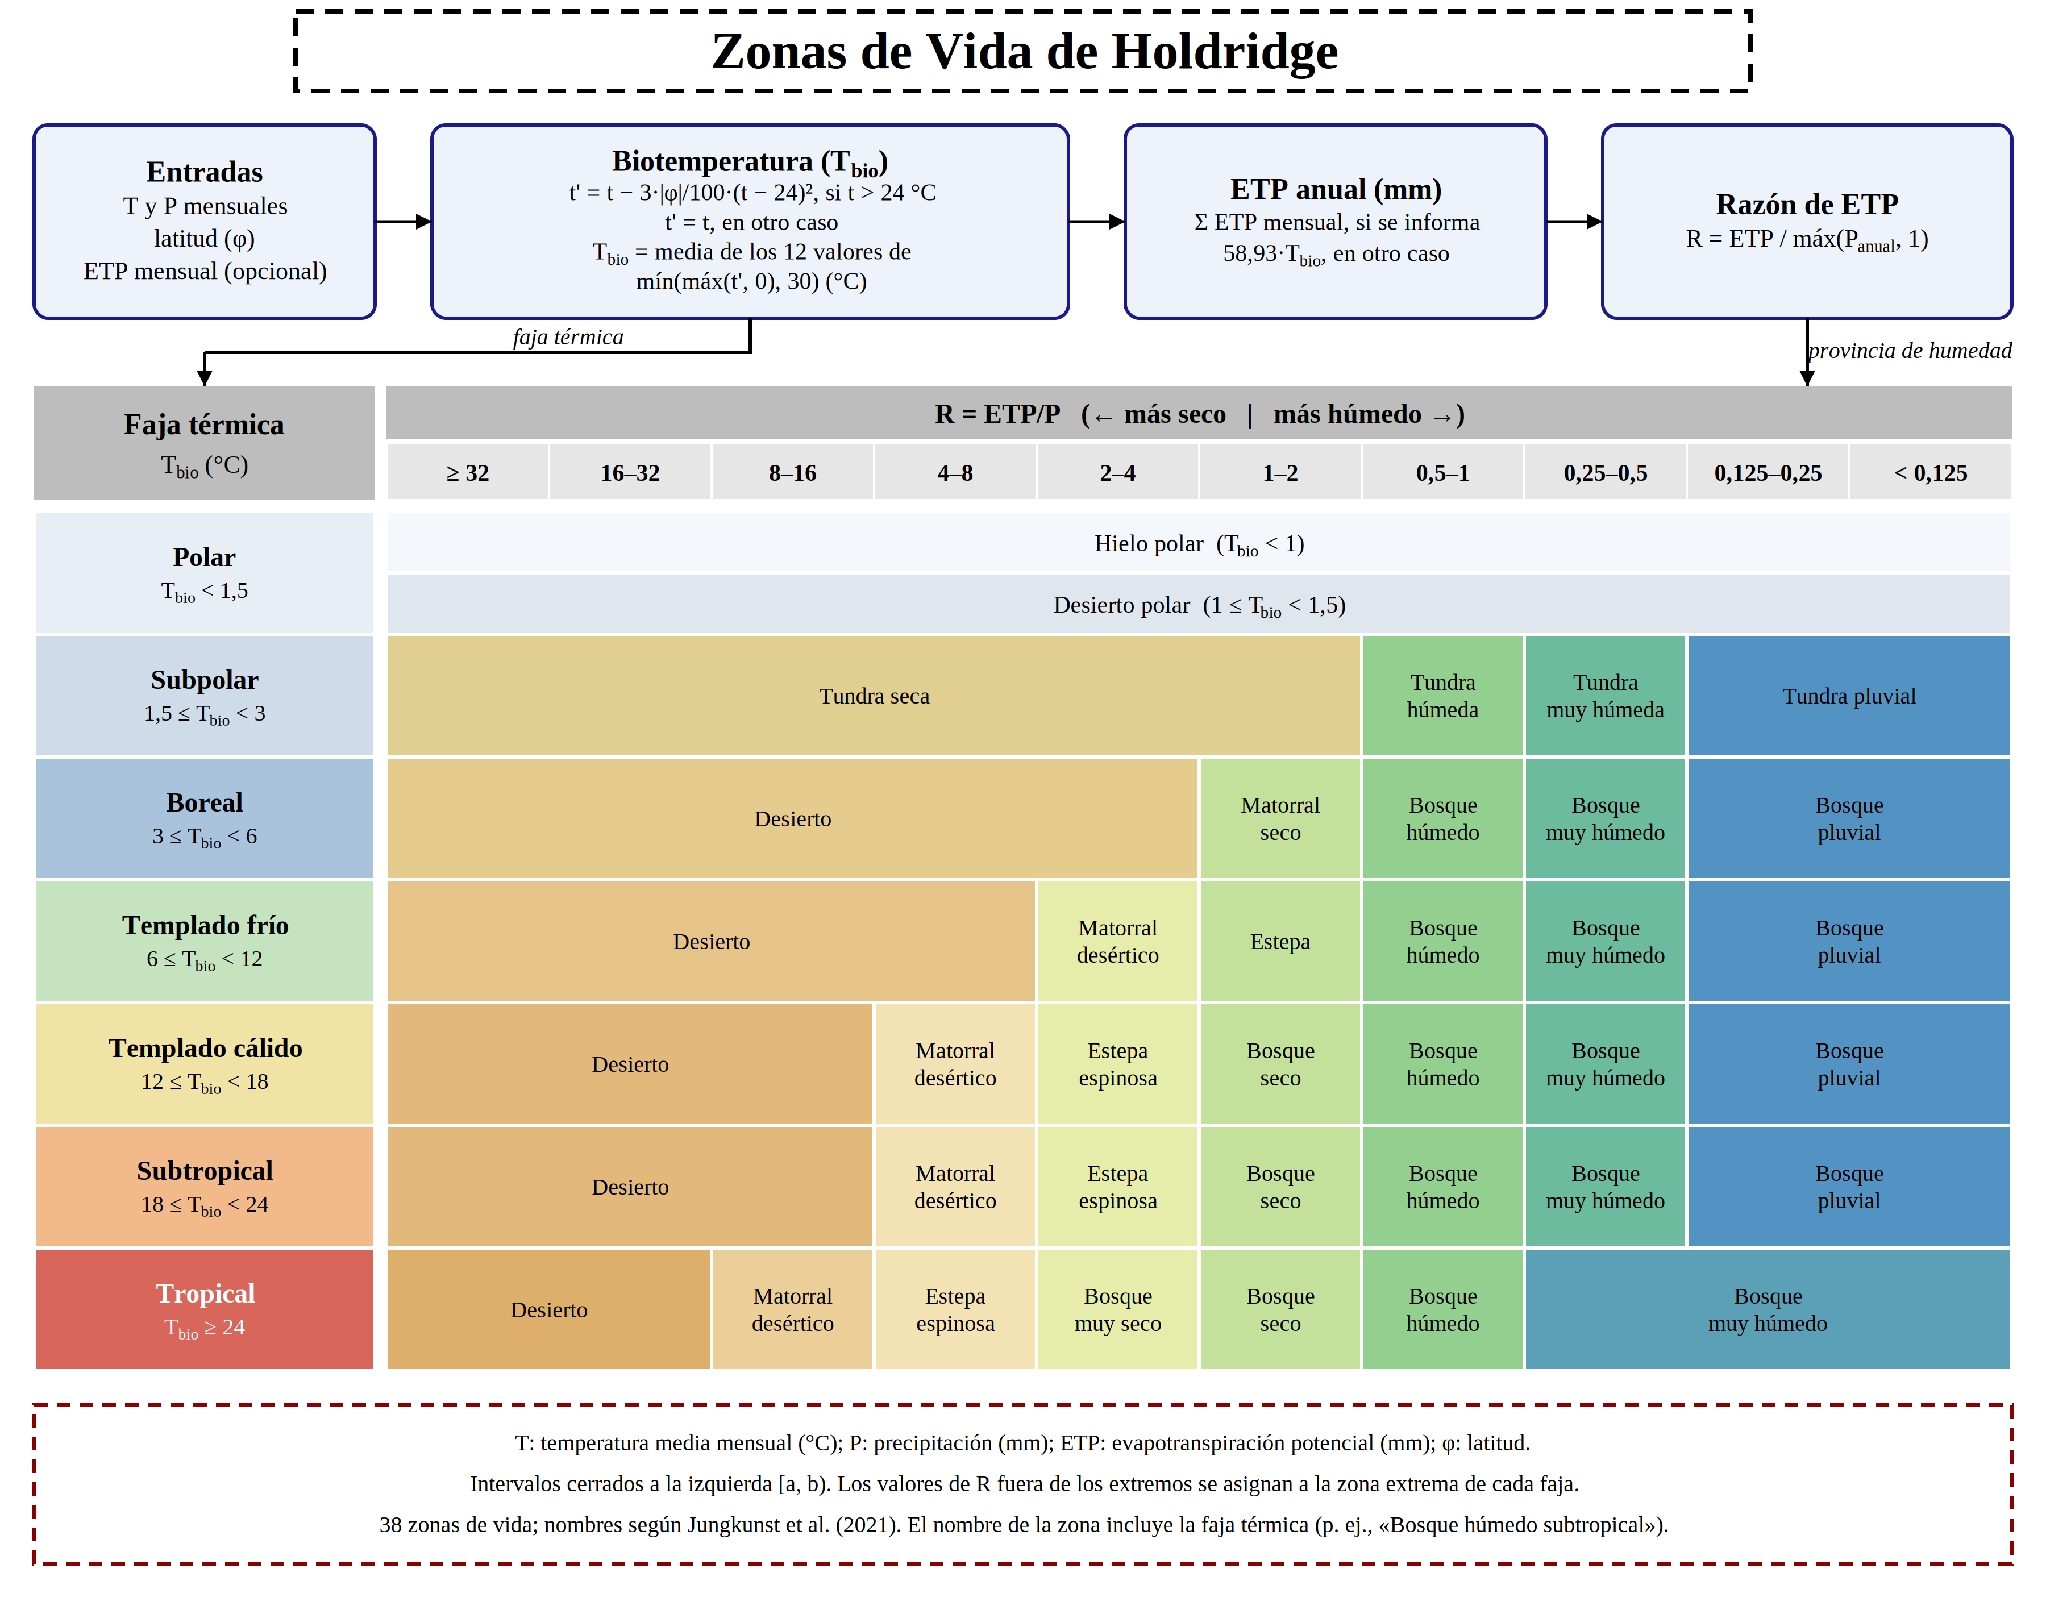 Zonas de Vida de Holdridge
Entradas
T y P mensuales
latitud (φ)
ETP mensual (opcional)
Biotemperatura (Tbio)
t' = t − 3·|φ|/100·(t − 24)², si t > 24 °C
t' = t, en otro caso
Tbio = media de los 12 valores de
mín(máx(t', 0), 30) (°C)
ETP anual (mm)
Σ ETP mensual, si se informa
58,93·Tbio, en otro caso
Razón de ETP
R = ETP / máx(Panual, 1)
faja térmica
provincia de humedad
Faja térmica
Tbio (°C)
R = ETP/P (← más seco | más húmedo →)
≥ 32
16–32
8–16
4–8
2–4
1–2
0,5–1
0,25–0,5
0,125–0,25
< 0,125
Polar
Tbio < 1,5
Hielo polar (Tbio < 1)
Desierto polar (1 ≤ Tbio < 1,5)
Subpolar
1,5 ≤ Tbio < 3
Tundra seca
Tundra
húmeda
Tundra
muy húmeda
Tundra pluvial
Boreal
3 ≤ Tbio < 6
Desierto
Matorral
seco
Bosque
húmedo
Bosque
muy húmedo
Bosque
pluvial
Templado frío
6 ≤ Tbio < 12
Desierto
Matorral
desértico
Estepa
Bosque
húmedo
Bosque
muy húmedo
Bosque
pluvial
Templado cálido
12 ≤ Tbio < 18
Desierto
Matorral
desértico
Estepa
espinosa
Bosque
seco
Bosque
húmedo
Bosque
muy húmedo
Bosque
pluvial
Subtropical
18 ≤ Tbio < 24
Desierto
Matorral
desértico
Estepa
espinosa
Bosque
seco
Bosque
húmedo
Bosque
muy húmedo
Bosque
pluvial
Tropical
Tbio ≥ 24
Desierto
Matorral
desértico
Estepa
espinosa
Bosque
muy seco
Bosque
seco
Bosque
húmedo
Bosque
muy húmedo
T: temperatura media mensual (°C); P: precipitación (mm); ETP: evapotranspiración potencial (mm); φ: latitud.
Intervalos cerrados a la izquierda [a, b). Los valores de R fuera de los extremos se asignan a la zona extrema de cada faja.
38 zonas de vida; nombres según Jungkunst et al. (2021). El nombre de la zona incluye la faja térmica (p. ej., «Bosque húmedo subtropical»).